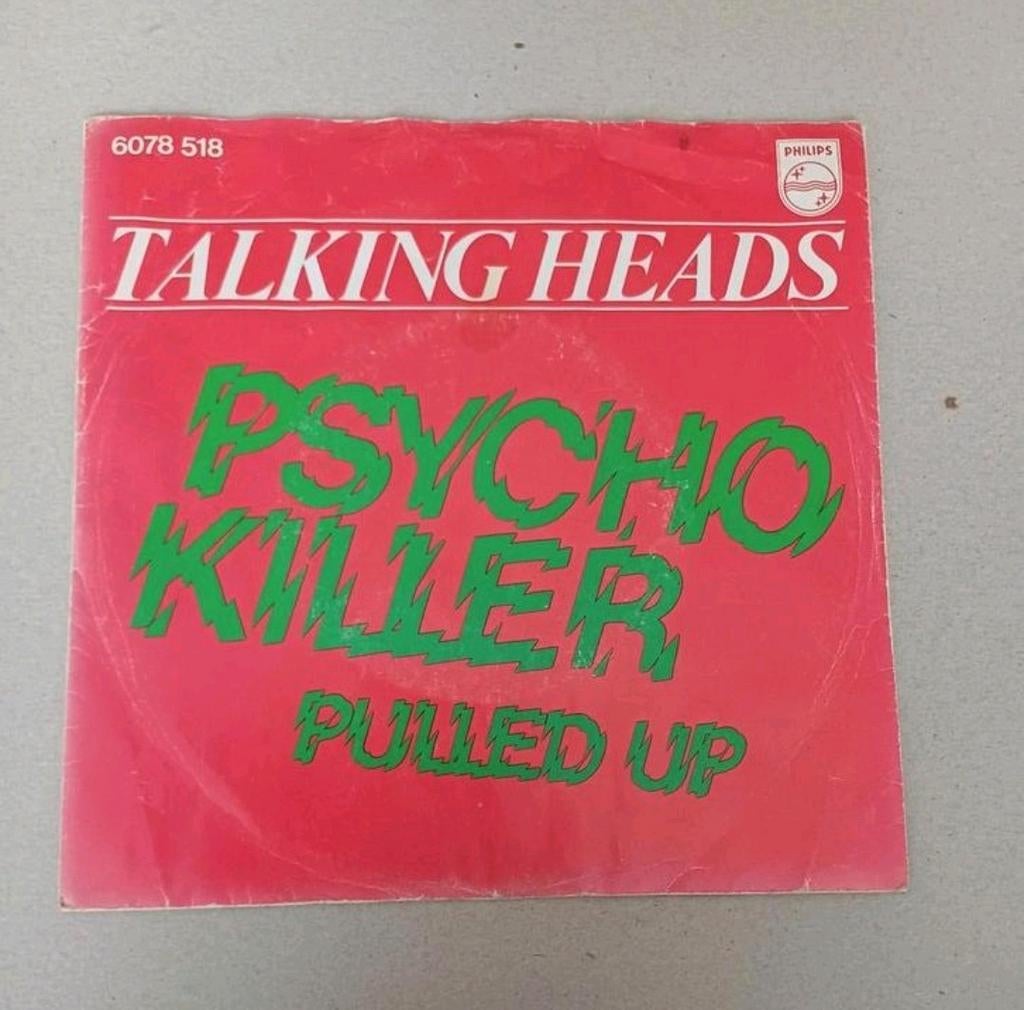 6078 518
PHILIPS
TALKING HEADS
PSYCHO
KILLER
PULLED UP